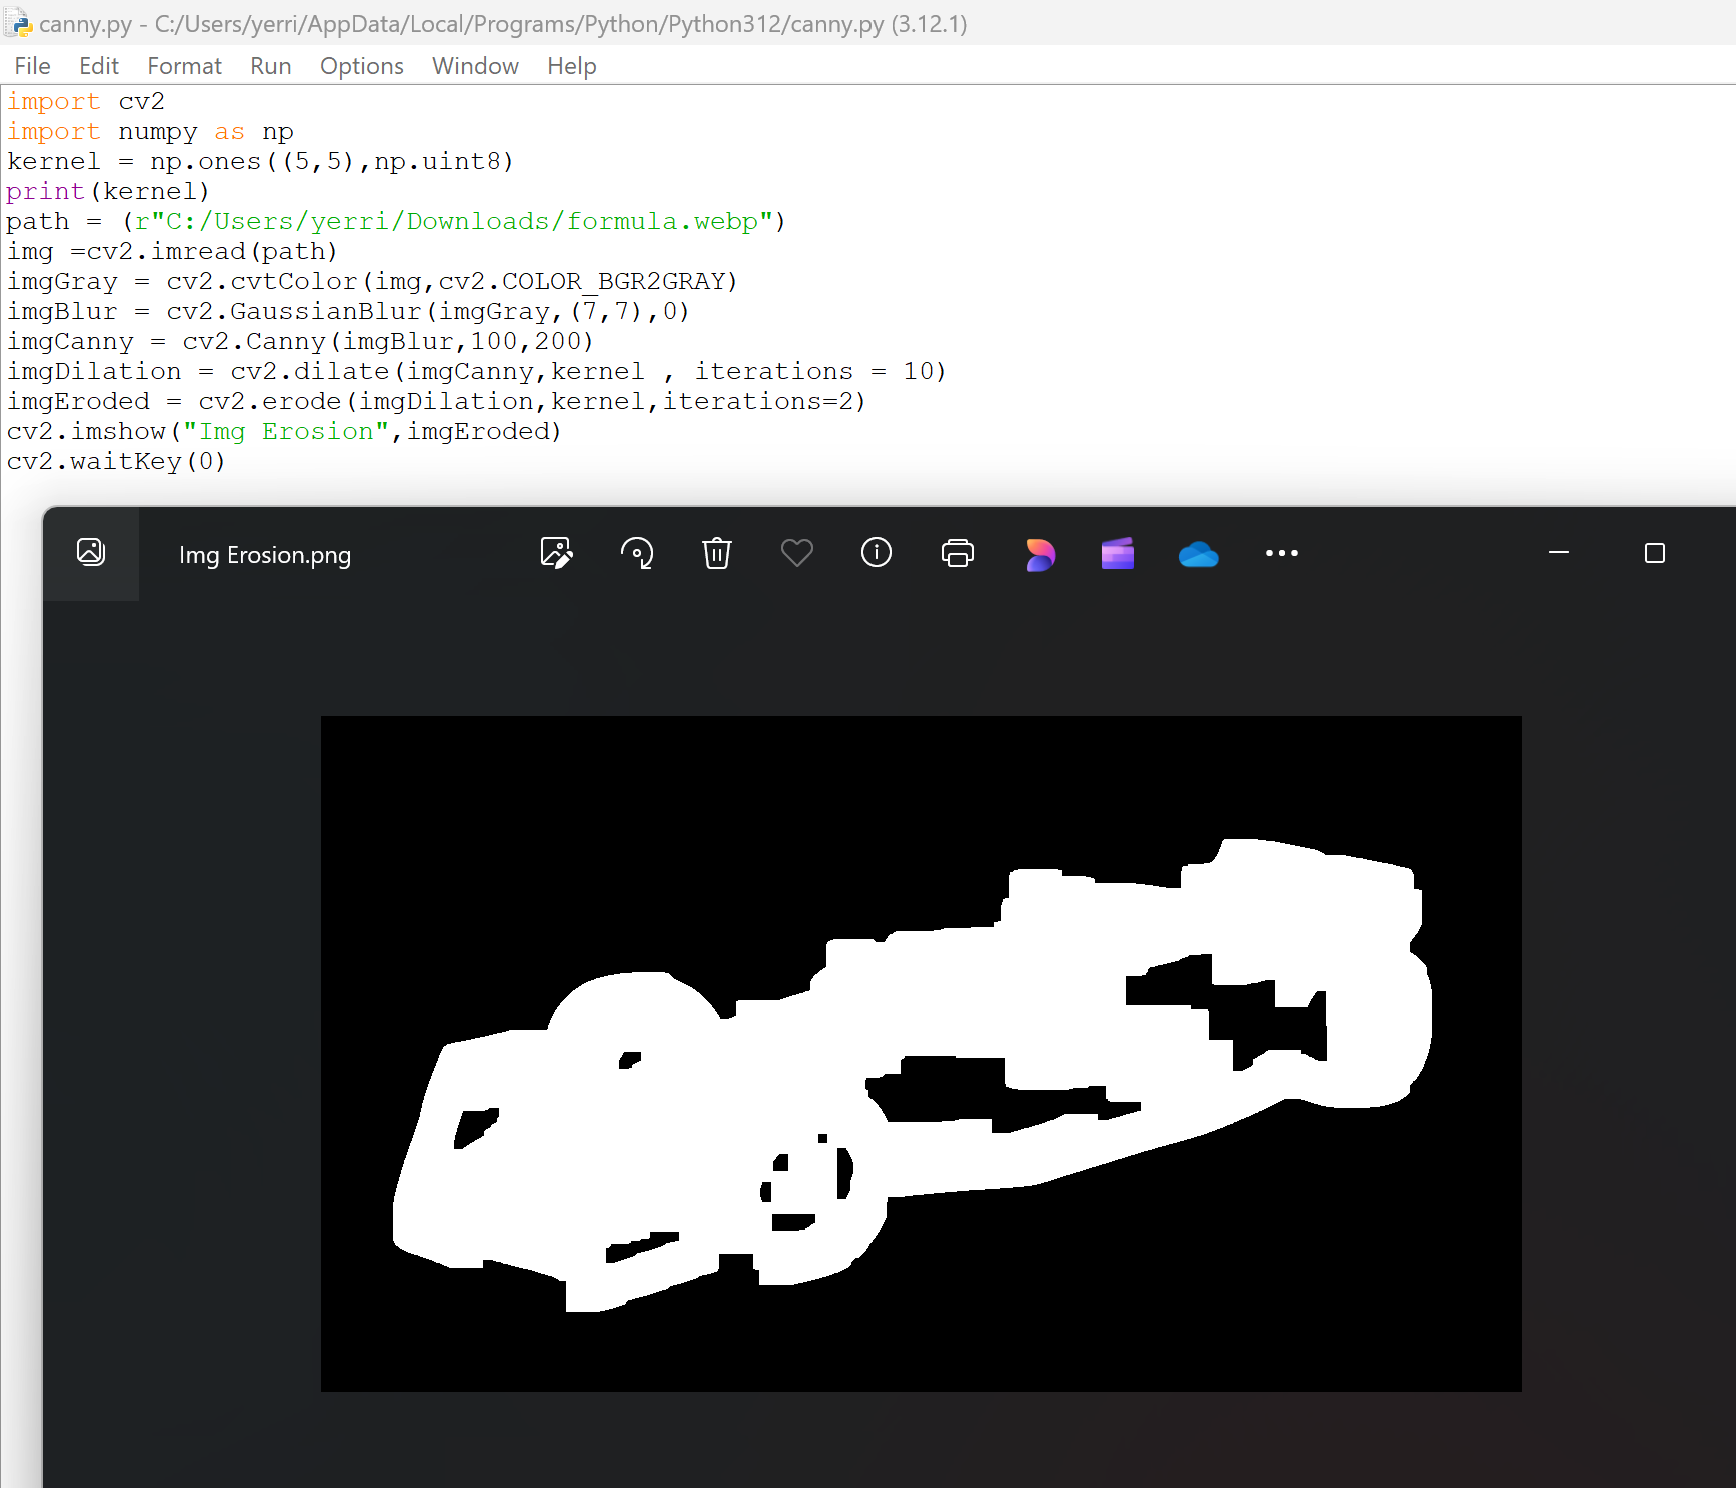 canny.py - C:/Users/yerri/AppData/Local/Programs/Python/Python312/canny.py (3.12.1)
File Edit Format Run Options Window Help
import cv2
import numpy as np
kernel = np.ones((5,5),np.uint8)
print(kernel)
path = (r"C:/Users/yerri/Downloads/formula.webp")
img =cv2.imread(path)
imgGray = cv2.cvtColor(img,cv2.COLOR_BGR2GRAY)
imgBlur = cv2.GaussianBlur(imgGray,(7,7),0)
imgCanny = cv2.Canny(imgBlur,100,200)
imgDilation = cv2.dilate(imgCanny,kernel , iterations = 10)
imgEroded = cv2.erode(imgDilation,kernel,iterations=2)
cv2.imshow("Img Erosion",imgEroded)
cv2.waitKey(0)
Img Erosion.png